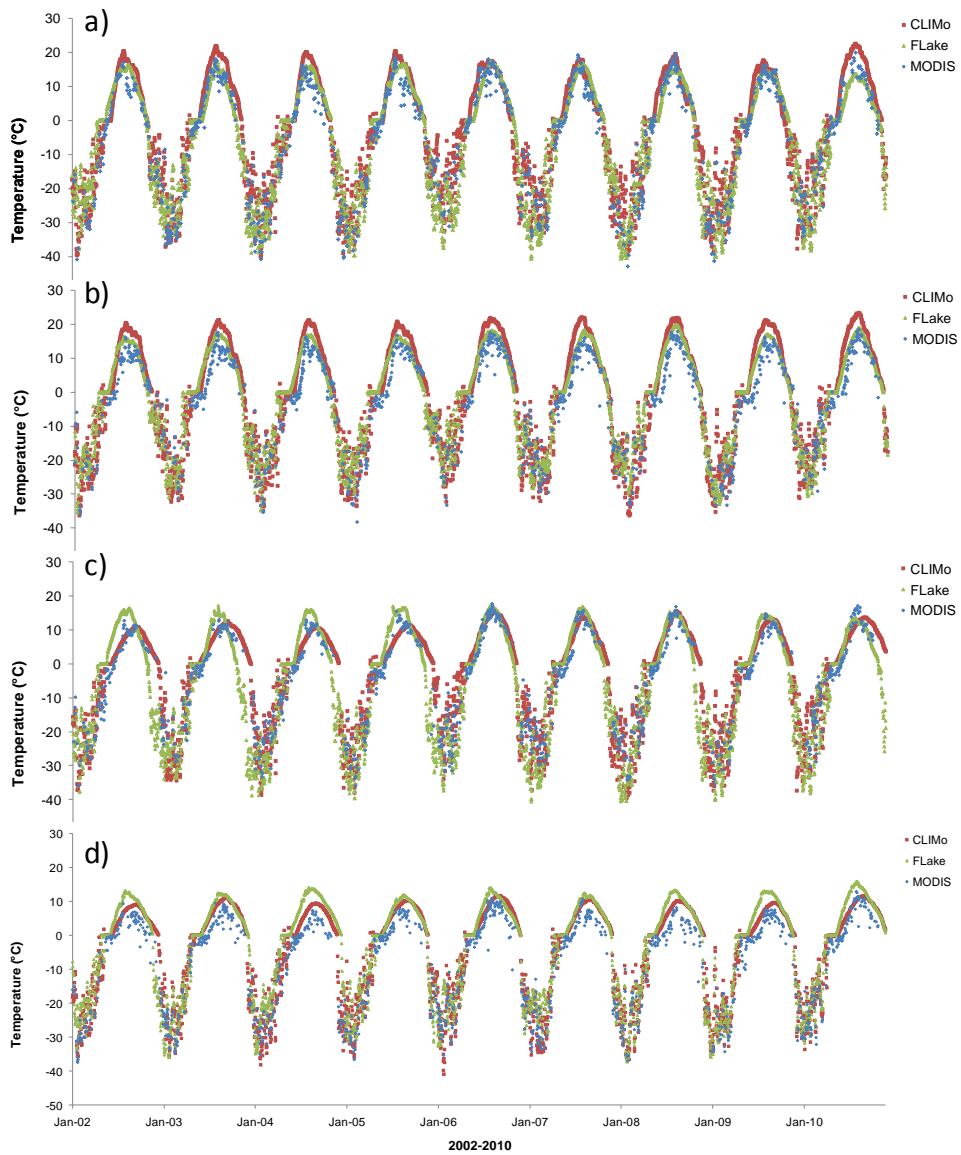 a)
30
20
10
0
-10
-20
-30
-40
Temperature (°C)
CLIMo
FLake
MODIS
b)
30
20
10
0
-10
-20
-30
-40
Temperature (°C)
CLIMo
FLake
MODIS
c)
30
20
10
0
-10
-20
-30
-40
Temperature (°C)
CLIMo
FLake
MODIS
d)
30
20
10
0
-10
-20
-30
-40
-50
Temperature (°C)
CLIMo
FLake
MODIS
Jan-02 Jan-03 Jan-04 Jan-05 Jan-06 Jan-07 Jan-08 Jan-09 Jan-10
2002-2010